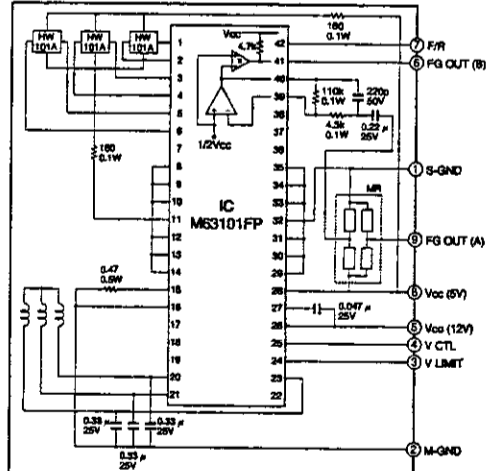 HW 101A
HW 101A
HW 101A
180 0.1W
Vcc
4.7k
1
2
3
4
5
6
7
8
9
10
11
12
13
14
15
16
17
18
19
20
21
42
41
40
39
38
37
36
35
34
33
32
31
30
29
28
27
26
25
24
23
22
1/2Vcc
IC
M63101FP
110k 0.1W
220p 50V
4.3k 0.1W
0.22 μ 25V
180 0.1W
MR
0.47 0.5W
0.047 μ 25V
0.33 μ 25V
0.33 μ 25V
0.33 μ 25V
7 F/R
6 FG OUT (B)
1 S-GND
9 FG OUT (A)
8 Vcc (5V)
5 Vcc (12V)
4 V CTL
3 V LIMIT
2 M-GND